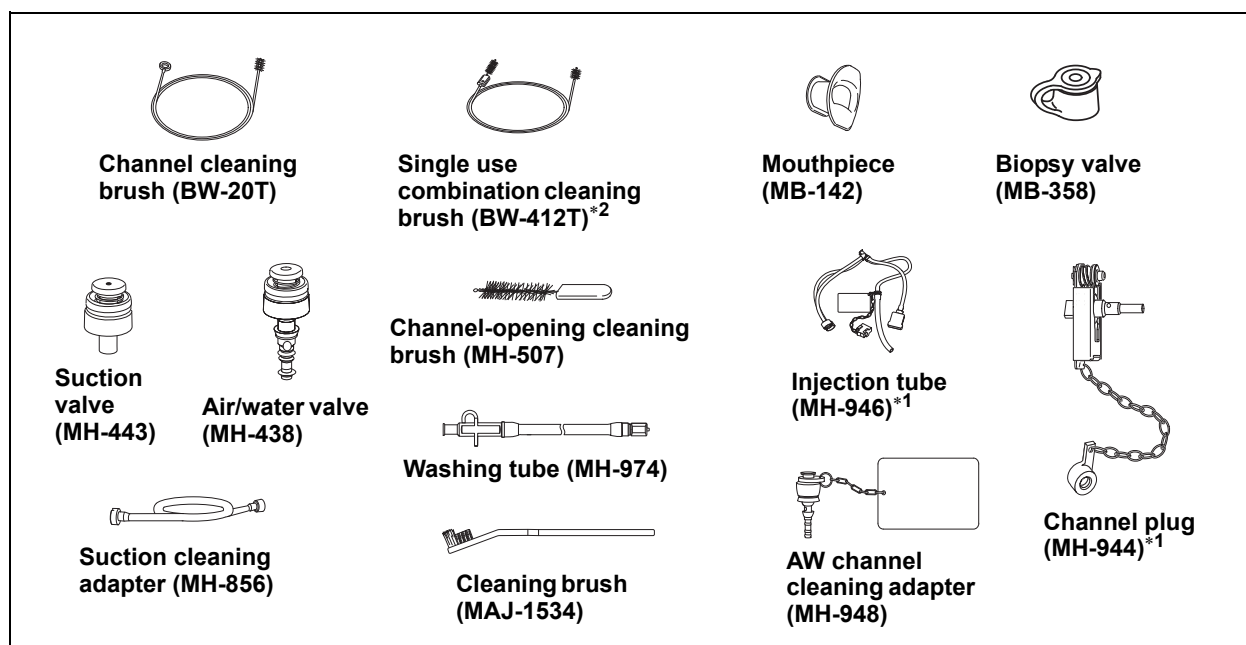 Channel cleaning
brush (BW-20T)
Single use
combination cleaning
brush (BW-412T)*2
Mouthpiece
(MB-142)
Biopsy valve
(MB-358)
Suction
valve
(MH-443)
Air/water valve
(MH-438)
Channel-opening cleaning
brush (MH-507)
Injection tube
(MH-946)*1
Washing tube (MH-974)
Suction cleaning
adapter (MH-856)
Cleaning brush
(MAJ-1534)
AW channel
cleaning adapter
(MH-948)
Channel plug
(MH-944)*1